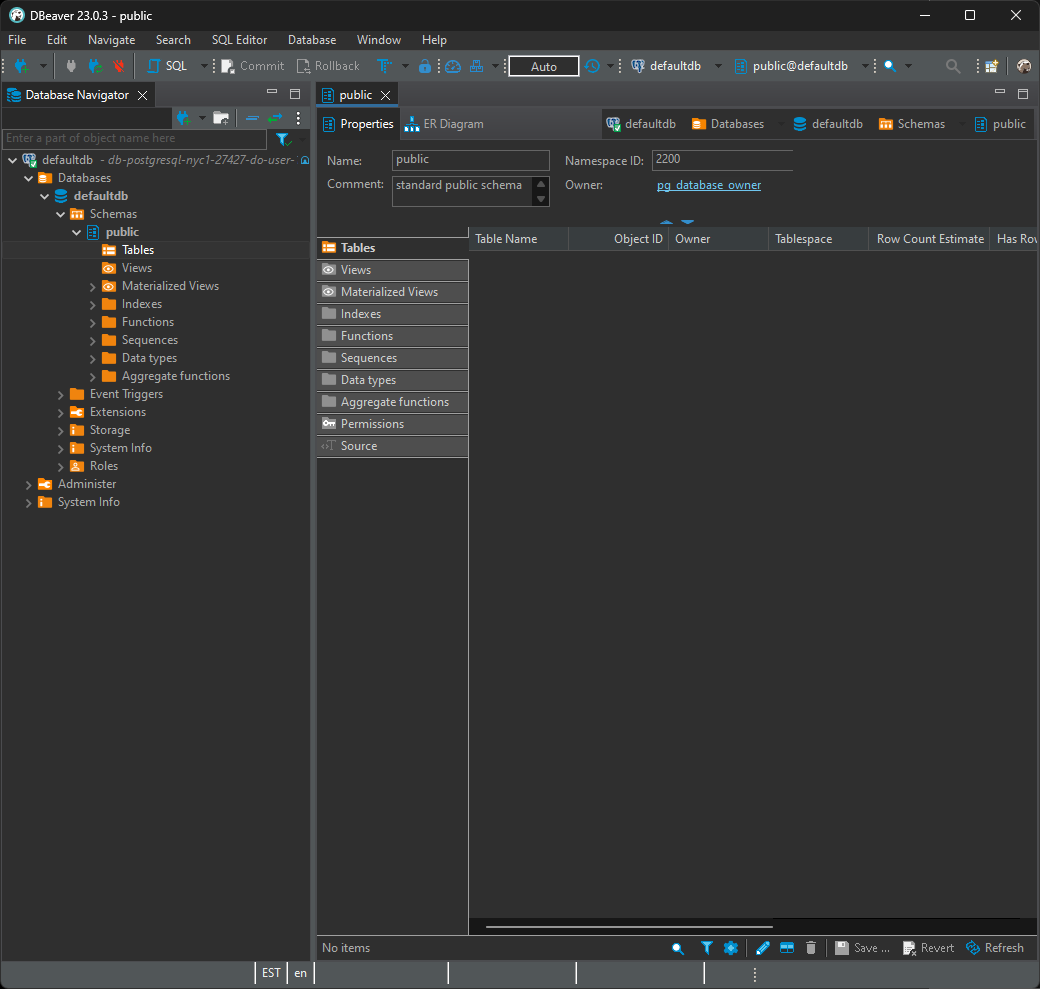 DBeaver 23.0.3 - public
File Edit Navigate Search SQL Editor Database Window Help
SQL Commit Rollback Auto defaultdb public@defaultdb
Database Navigator
public
Properties ER Diagram defaultdb Databases defaultdb Schemas public
Enter a part of object name here
defaultdb - db-postgresql-nyc1-27427-do-user-
Databases
defaultdb
Schemas
public
Tables
Views
Materialized Views
Indexes
Functions
Sequences
Data types
Aggregate functions
Event Triggers
Extensions
Storage
System Info
Roles
Administer
System Info
Name: public Namespace ID: 2200
Comment: standard public schema Owner: pg_database_owner
Tables
Views
Materialized Views
Indexes
Functions
Sequences
Data types
Aggregate functions
Permissions
Source
Table Name Object ID Owner Tablespace Row Count Estimate Has Row
No items Save ... Revert Refresh
EST en